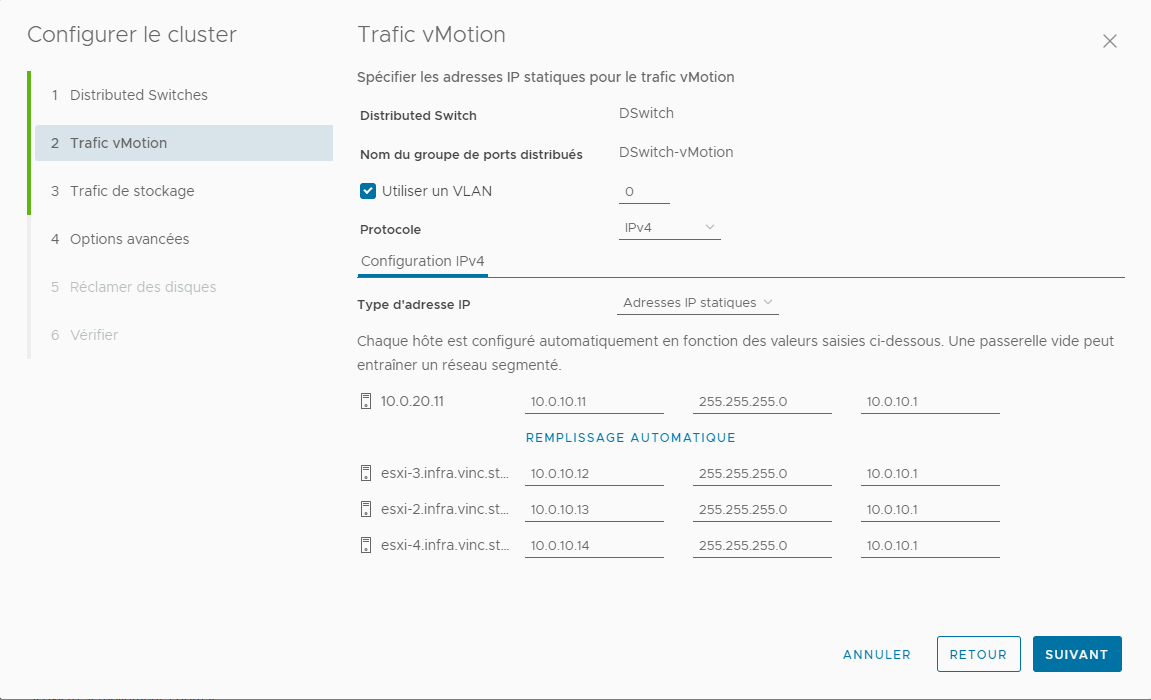 Configurer le cluster
1 Distributed Switches
2 Trafic vMotion
3 Trafic de stockage
4 Options avancées
5 Réclamer des disques
6 Vérifier
Trafic vMotion
Spécifier les adresses IP statiques pour le trafic vMotion
Distributed Switch DSwitch
Nom du groupe de ports distribués DSwitch-vMotion
Utiliser un VLAN 0
Protocole IPv4
Configuration IPv4
Type d'adresse IP Adresses IP statiques
Chaque hôte est configuré automatiquement en fonction des valeurs saisies ci-dessous. Une passerelle vide peut
entraîner un réseau segmenté.
10.0.20.11 10.0.10.11 255.255.255.0 10.0.10.1
REMPLISSAGE AUTOMATIQUE
esxi-3.infra.vinc.st... 10.0.10.12 255.255.255.0 10.0.10.1
esxi-2.infra.vinc.st... 10.0.10.13 255.255.255.0 10.0.10.1
esxi-4.infra.vinc.st... 10.0.10.14 255.255.255.0 10.0.10.1
ANNULER RETOUR SUIVANT